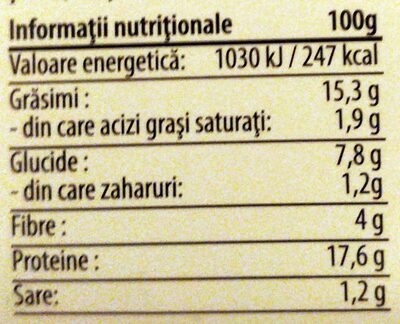 Informaţii nutriţionale 100g
Valoare energetică: 1030 kJ / 247 kcal
Grăsimi : 15,3 g
- din care acizi graşi saturaţi: 1,9 g
Glucide : 7,8 g
- din care zaharuri: 1,2g
Fibre : 4 g
Proteine : 17,6 g
Sare: 1,2 g